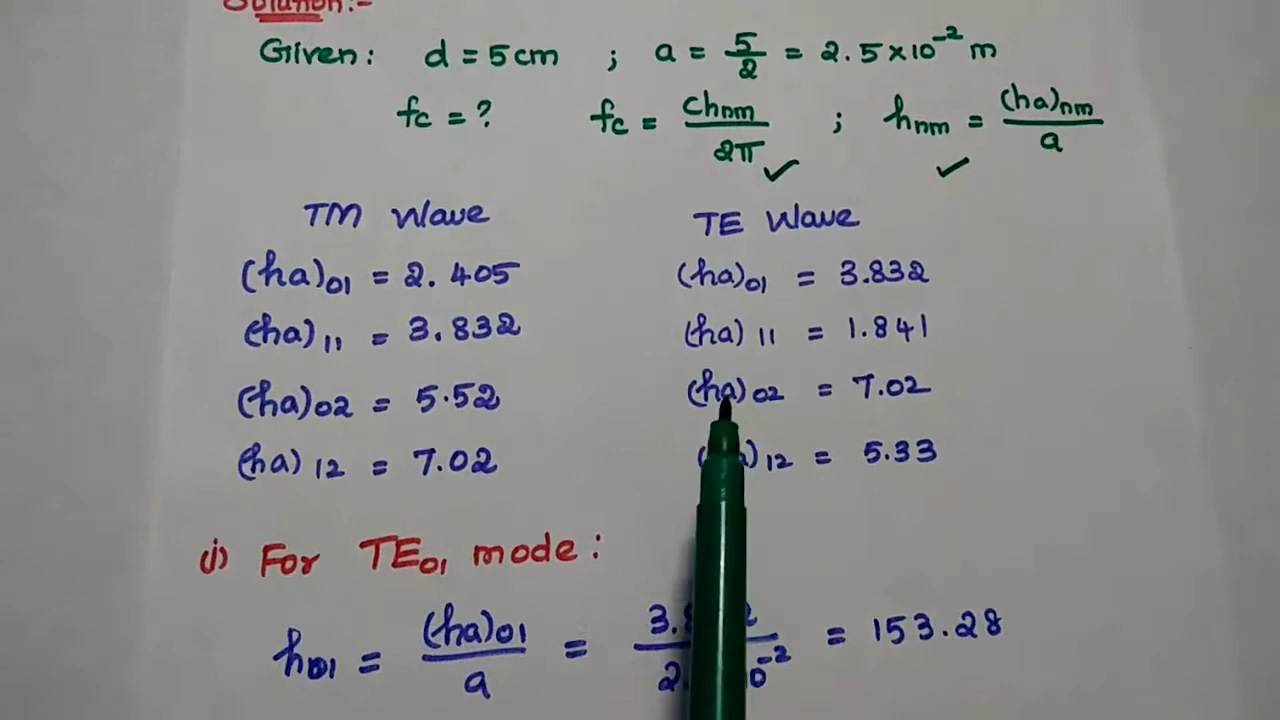 Solution:-
Given: d = 5cm ; a = 5/2 = 2.5×10⁻² m
fc = ? fc = chnm/2π ✓ ; hnm = (ha)nm/a ✓
TM Wave TE Wave
(ha)01 = 2.405 (ha)01 = 3.832
(ha)11 = 3.832 (ha)11 = 1.841
(ha)02 = 5.52 (ha)02 = 7.02
(ha)12 = 7.02 )12 = 5.33
(i) For TE01 mode:
h01 = (ha)01/a = = 153.28